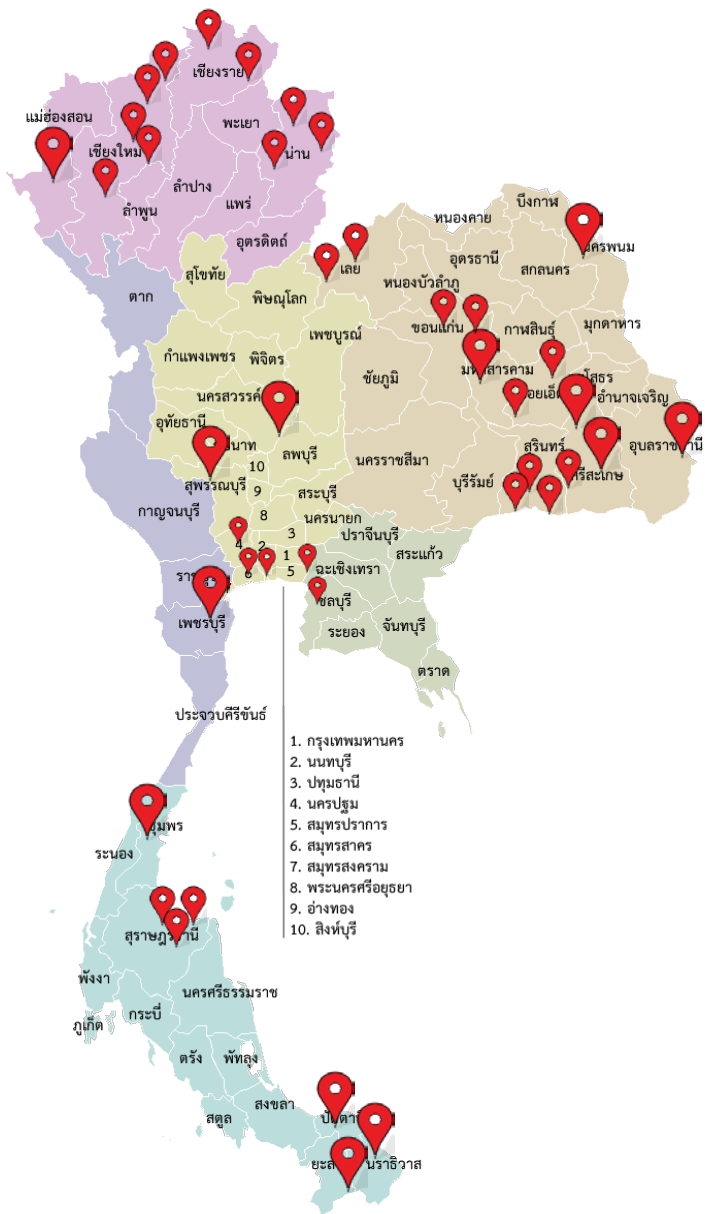 เชียงราย
แม่ฮ่องสอน
พะเยา
เชียงใหม่
น่าน
ลำปาง
ลำพูน
แพร่
อุตรดิตถ์
บึงกาฬ
หนองคาย
สุโขทัย
เลย
อุดรธานี
สกลนคร
ตาก
พิษณุโลก
หนองบัวลำภู
เพชรบูรณ์
ขอนแก่น
กาฬสินธุ์
มุกดาหาร
กำแพงเพชร
พิจิตร
ชัยภูมิ
นครสวรรค์
อำนาจเจริญ
อุทัยธานี
สุรินทร์
ลพบุรี
นครราชสีมา
10
สุพรรณบุรี
9
สระบุรี
บุรีรัมย์
กาญจนบุรี
8
นครนายก
3
ปราจีนบุรี
4
2
สระแก้ว
1
ฉะเชิงเทรา
6
5
ชลบุรี
เพชรบุรี
ระยอง
จันทบุรี
ตราด
ประจวบคีรีขันธ์
1. กรุงเทพมหานคร
2. นนทบุรี
3. ปทุมธานี
4. นครปฐม
5. สมุทรปราการ
6. สมุทรสาคร
7. สมุทรสงคราม
8. พระนครศรีอยุธยา
9. อ่างทอง
10. สิงห์บุรี
ระนอง
พังงา
นครศรีธรรมราช
ภูเก็ต
กระบี่
ตรัง
พัทลุง
สตูล
สงขลา
นราธิวาส